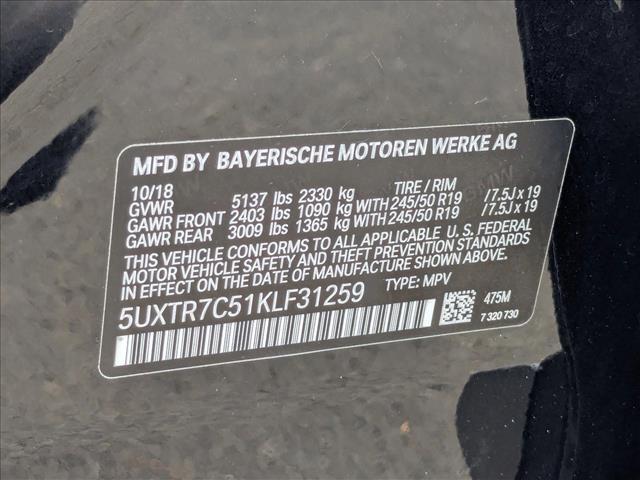 MFD BY BAYERISCHE MOTOREN WERKE AG
10/18 TIRE / RIM
GVWR 5137 lbs 2330 kg
GAWR FRONT 2403 lbs 1090 kg WITH 245/50 R19 /7.5J x 19
GAWR REAR 3009 lbs 1365 kg WITH 245/50 R19 /7.5J x 19
THIS VEHICLE CONFORMS TO ALL APPLICABLE U. S. FEDERAL
MOTOR VEHICLE SAFETY AND THEFT PREVENTION STANDARDS
IN EFFECT ON THE DATE OF MANUFACTURE SHOWN ABOVE.
5UXTR7C51KLF31259 TYPE: MPV
475M
7 320 730